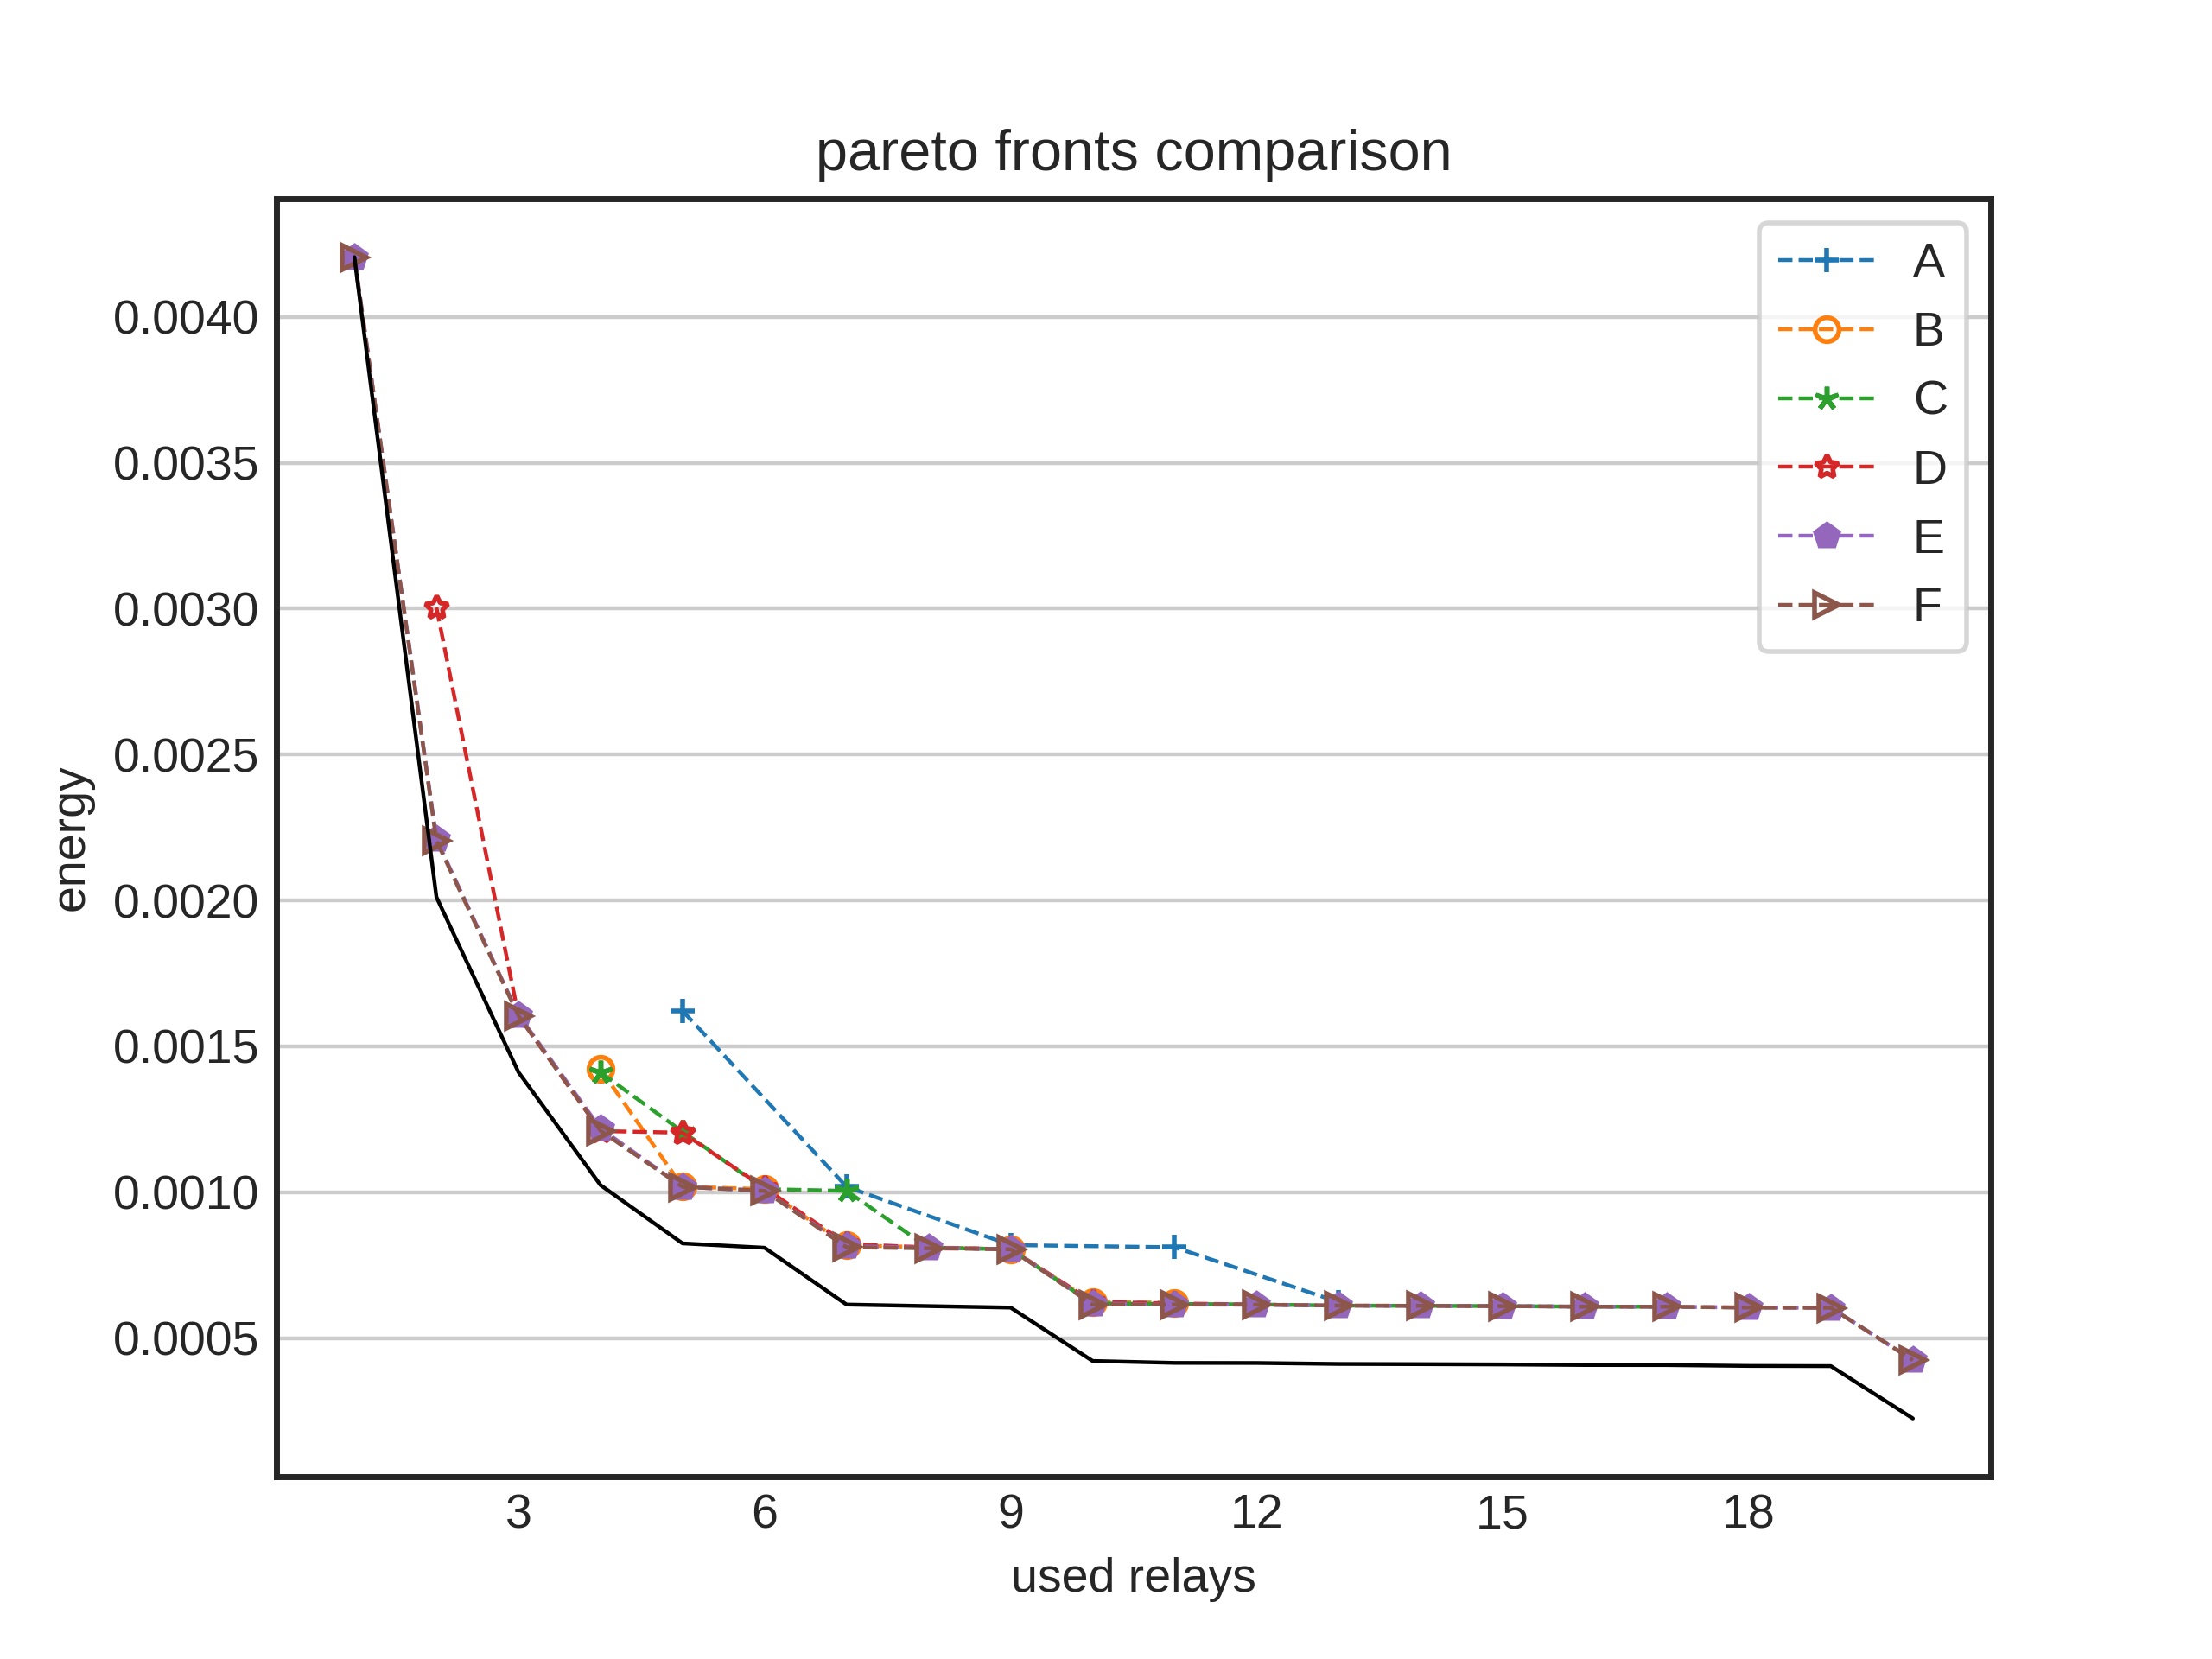 pareto fronts comparison
A
B
C
D
E
F
0.0040
0.0035
0.0030
0.0025
0.0020
0.0015
0.0010
0.0005
energy
3 6 9 12 15 18
used relays